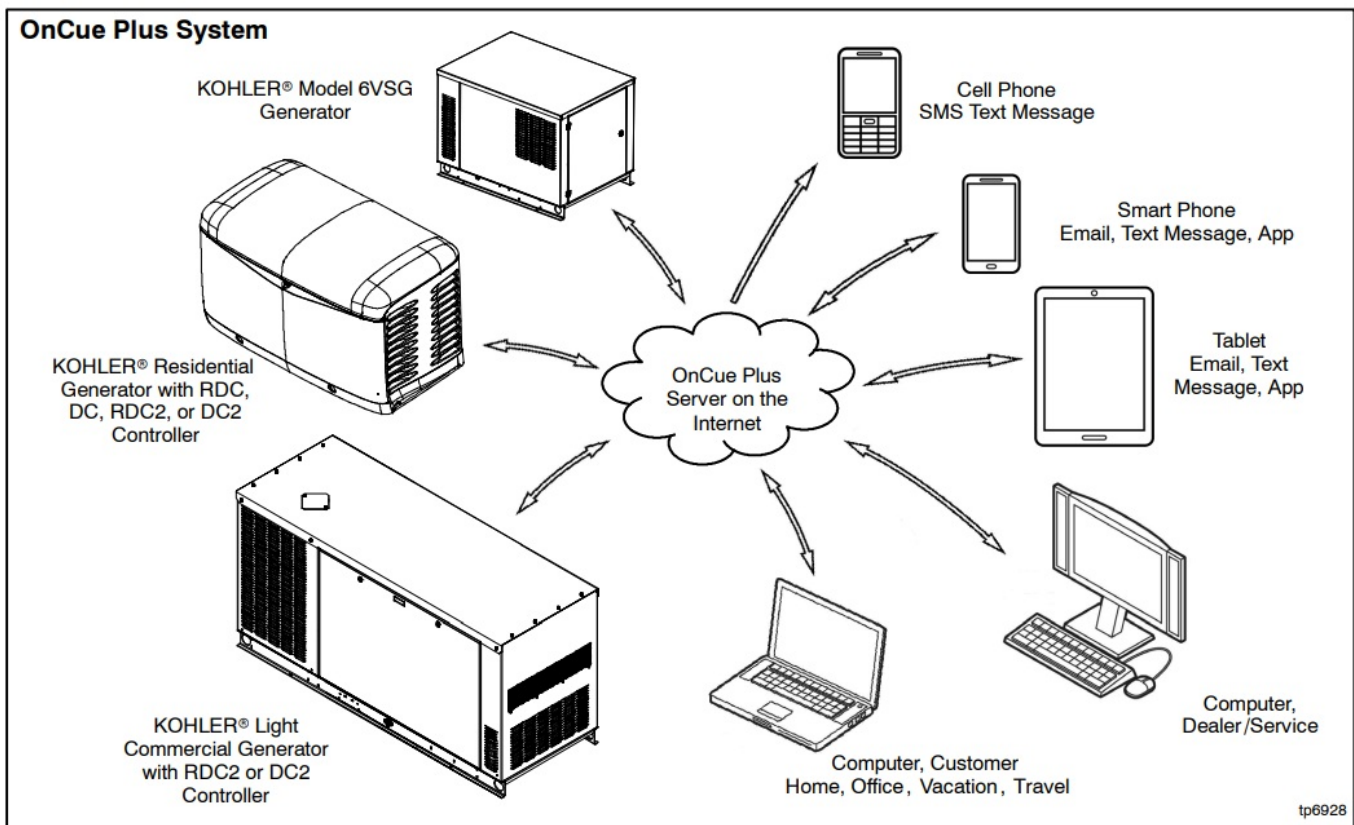 OnCue Plus System
KOHLER® Model 6VSG
Generator
Cell Phone
SMS Text Message
Smart Phone
Email, Text Message, App
KOHLER® Residential
Generator with RDC,
DC, RDC2, or DC2
Controller
OnCue Plus
Server on the
Internet
Tablet
Email, Text
Message, App
KOHLER® Light
Commercial Generator
with RDC2 or DC2
Controller
Computer, Customer
Home, Office, Vacation, Travel
Computer,
Dealer/Service
tp6928